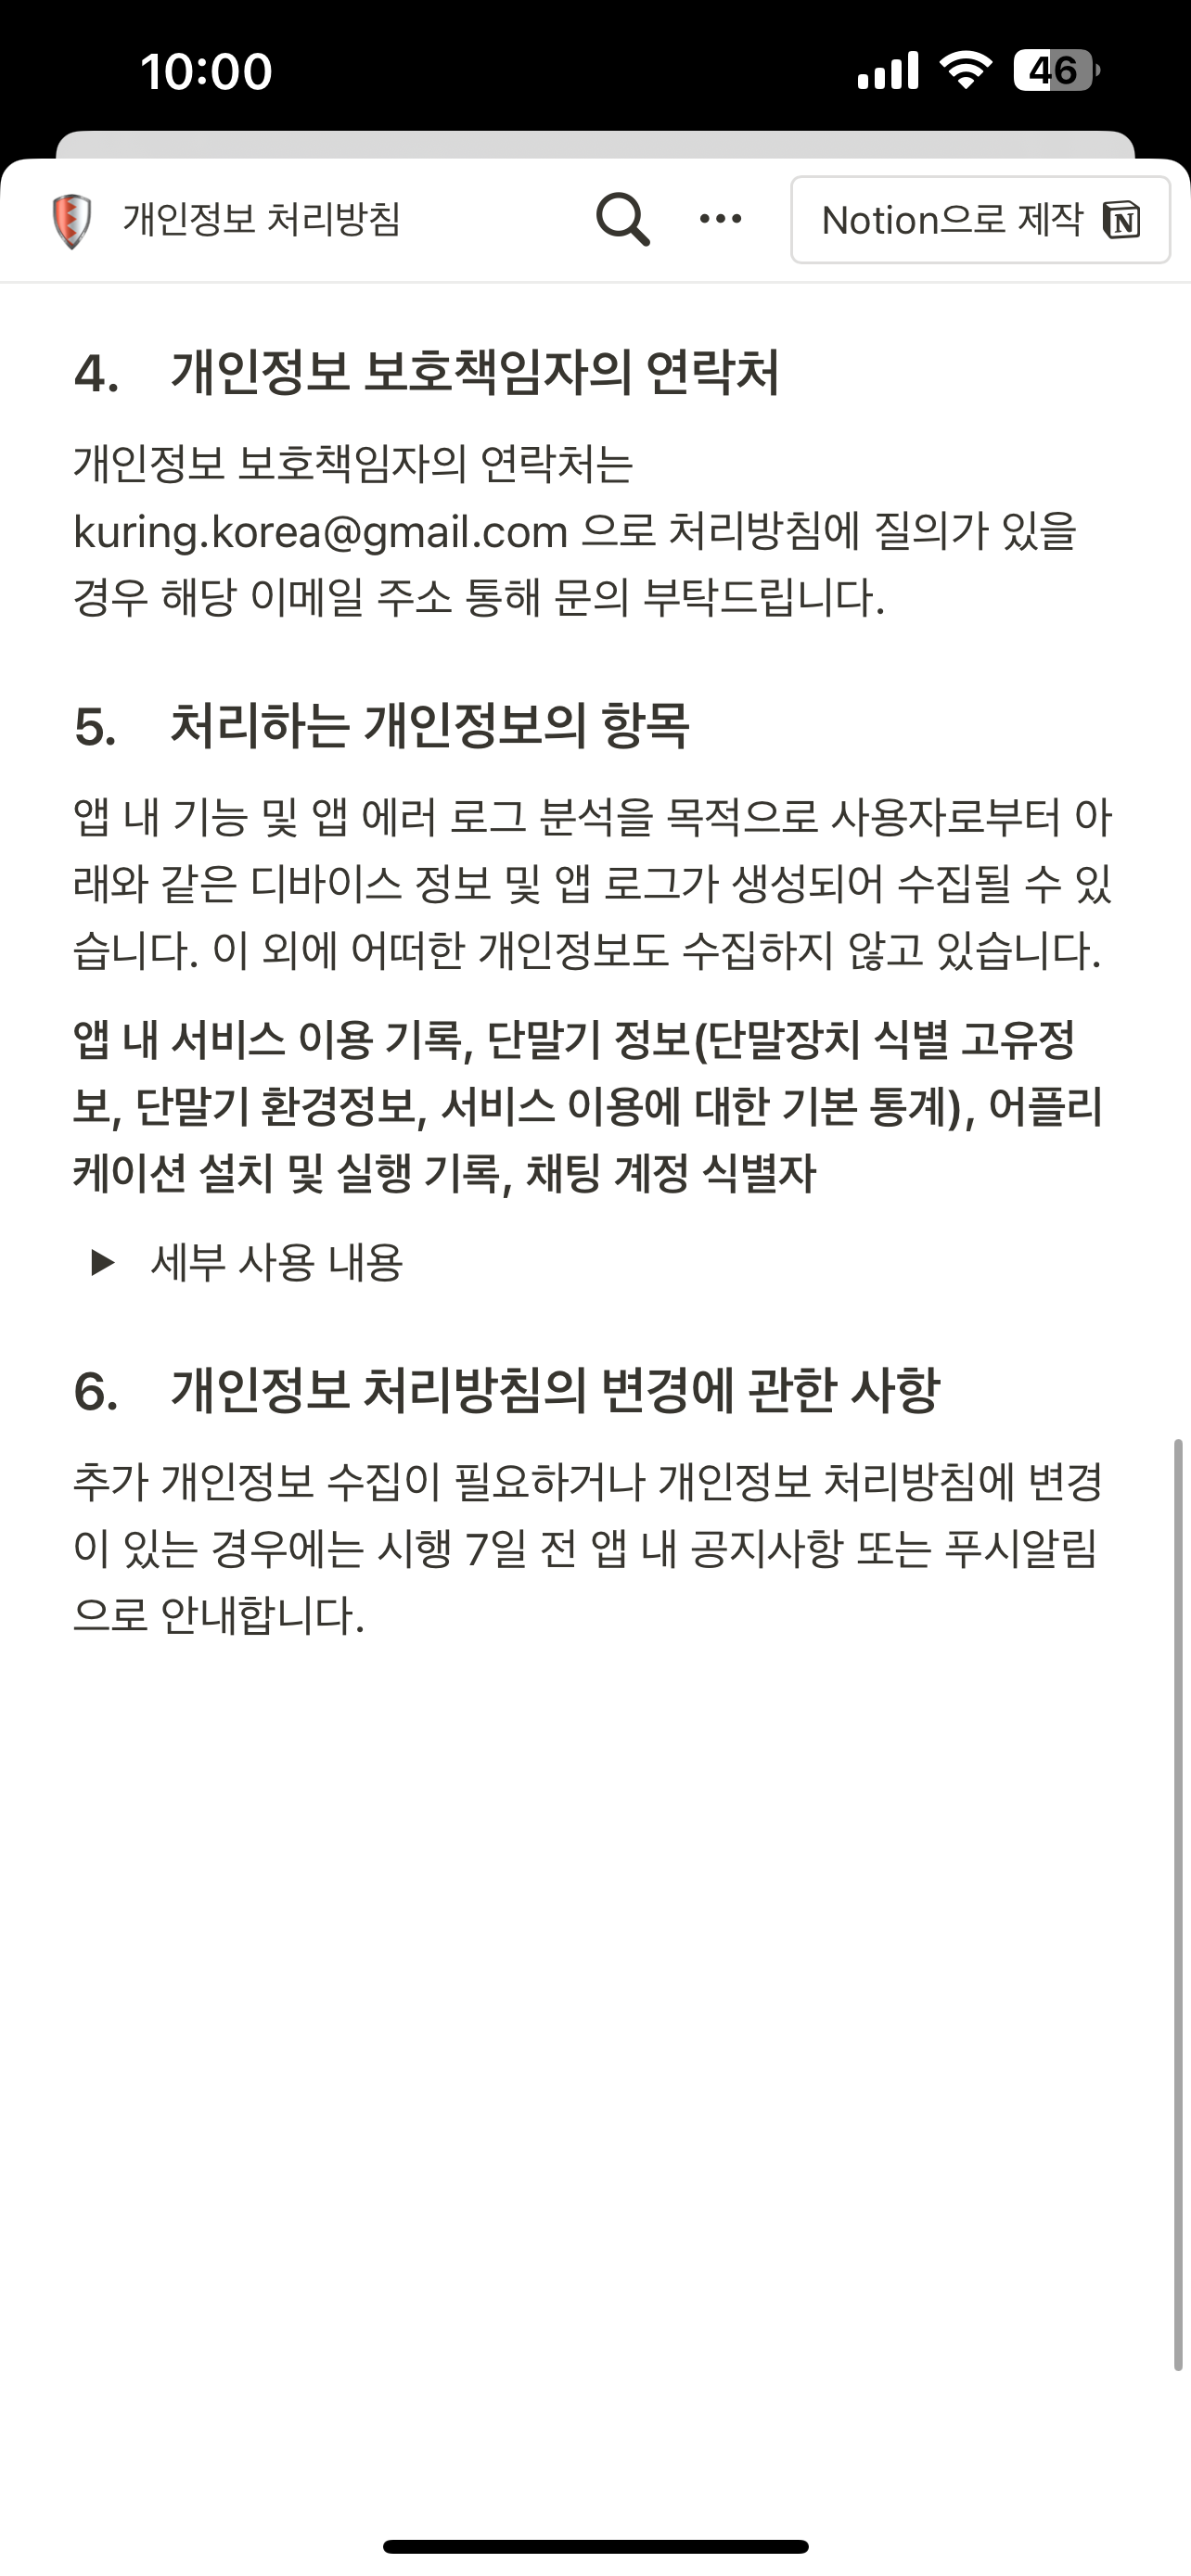 10:00
46
개인정보 처리방침
Notion으로 제작
4. 개인정보 보호책임자의 연락처
개인정보 보호책임자의 연락처는
kuring.korea@gmail.com 으로 처리방침에 질의가 있을
경우 해당 이메일 주소 통해 문의 부탁드립니다.
5. 처리하는 개인정보의 항목
앱 내 기능 및 앱 에러 로그 분석을 목적으로 사용자로부터 아
래와 같은 디바이스 정보 및 앱 로그가 생성되어 수집될 수 있
습니다. 이 외에 어떠한 개인정보도 수집하지 않고 있습니다.
앱 내 서비스 이용 기록, 단말기 정보(단말장치 식별 고유정
보, 단말기 환경정보, 서비스 이용에 대한 기본 통계), 어플리
케이션 설치 및 실행 기록, 채팅 계정 식별자
세부 사용 내용
6. 개인정보 처리방침의 변경에 관한 사항
추가 개인정보 수집이 필요하거나 개인정보 처리방침에 변경
이 있는 경우에는 시행 7일 전 앱 내 공지사항 또는 푸시알림
으로 안내합니다.